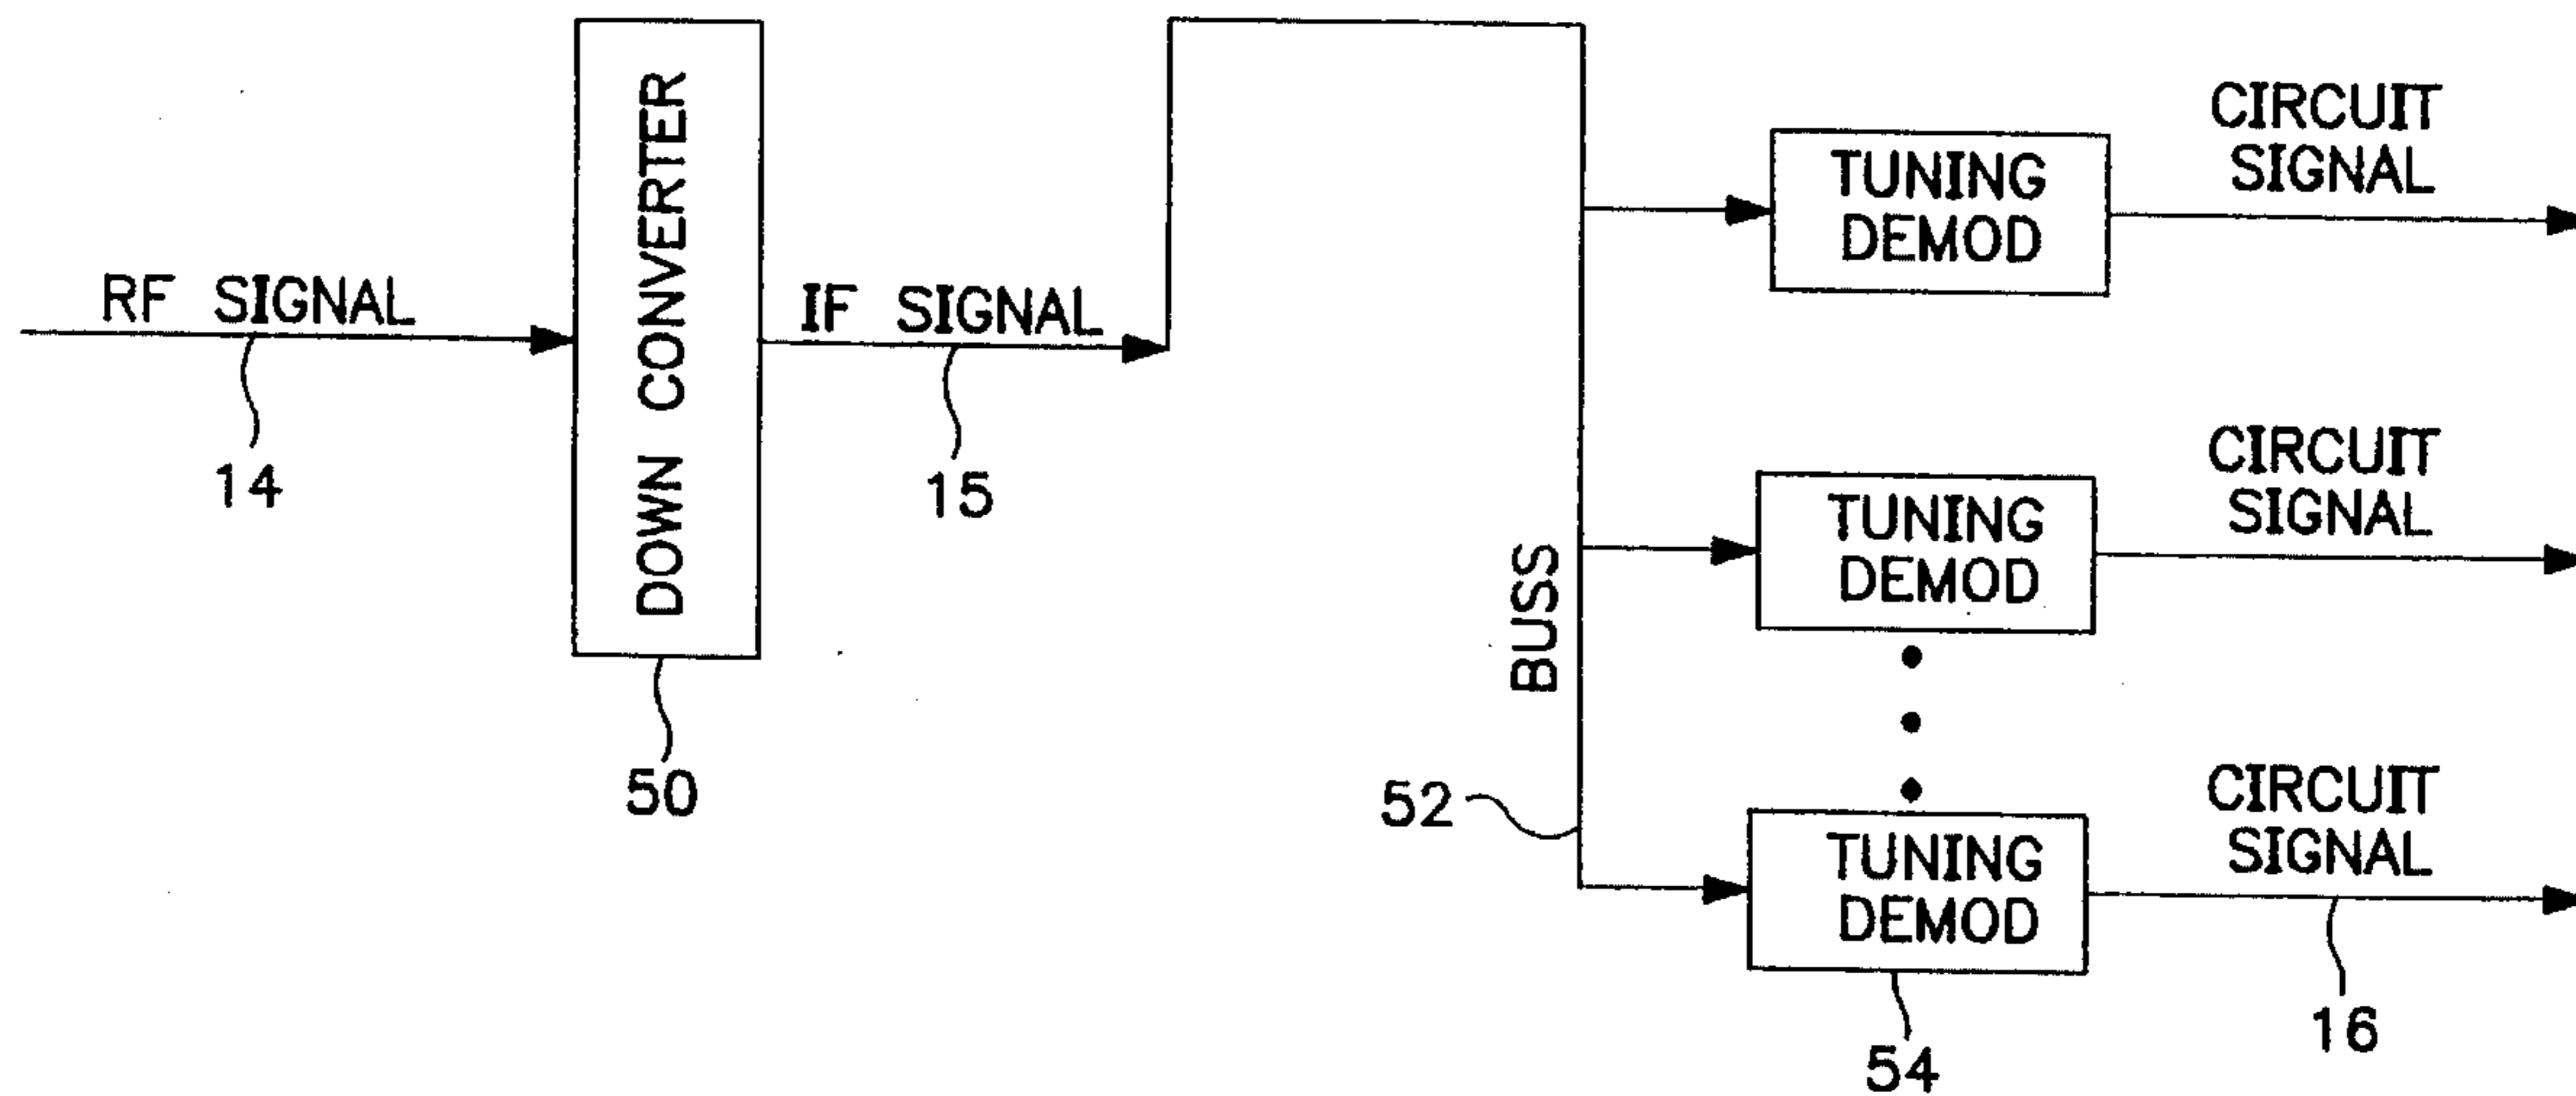 RF SIGNAL
14
DOWN CONVERTER
50
IF SIGNAL
15
BUSS
52
TUNING
DEMOD
CIRCUIT
SIGNAL
TUNING
DEMOD
CIRCUIT
SIGNAL
TUNING
DEMOD
54
CIRCUIT
SIGNAL
16